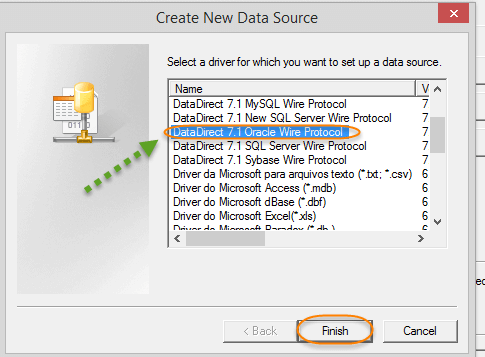 Create New Data Source
Select a driver for which you want to set up a data source.
Name V
DataDirect 7.1 MySQL Wire Protocol 7
DataDirect 7.1 New SQL Server Wire Protocol 7
DataDirect 7.1 Oracle Wire Protocol 7
DataDirect 7.1 SQL Server Wire Protocol 7
DataDirect 7.1 Sybase Wire Protocol 7
Driver da Microsoft para arquivos texto (*.txt; *.csv) 6
Driver do Microsoft Access (*.mdb) 6
Driver do Microsoft dBase (*.dbf) 6
Driver do Microsoft Excel(*.xls) 6
Driver do Microsoft Paradox (*.db )
< Back Finish Cancel